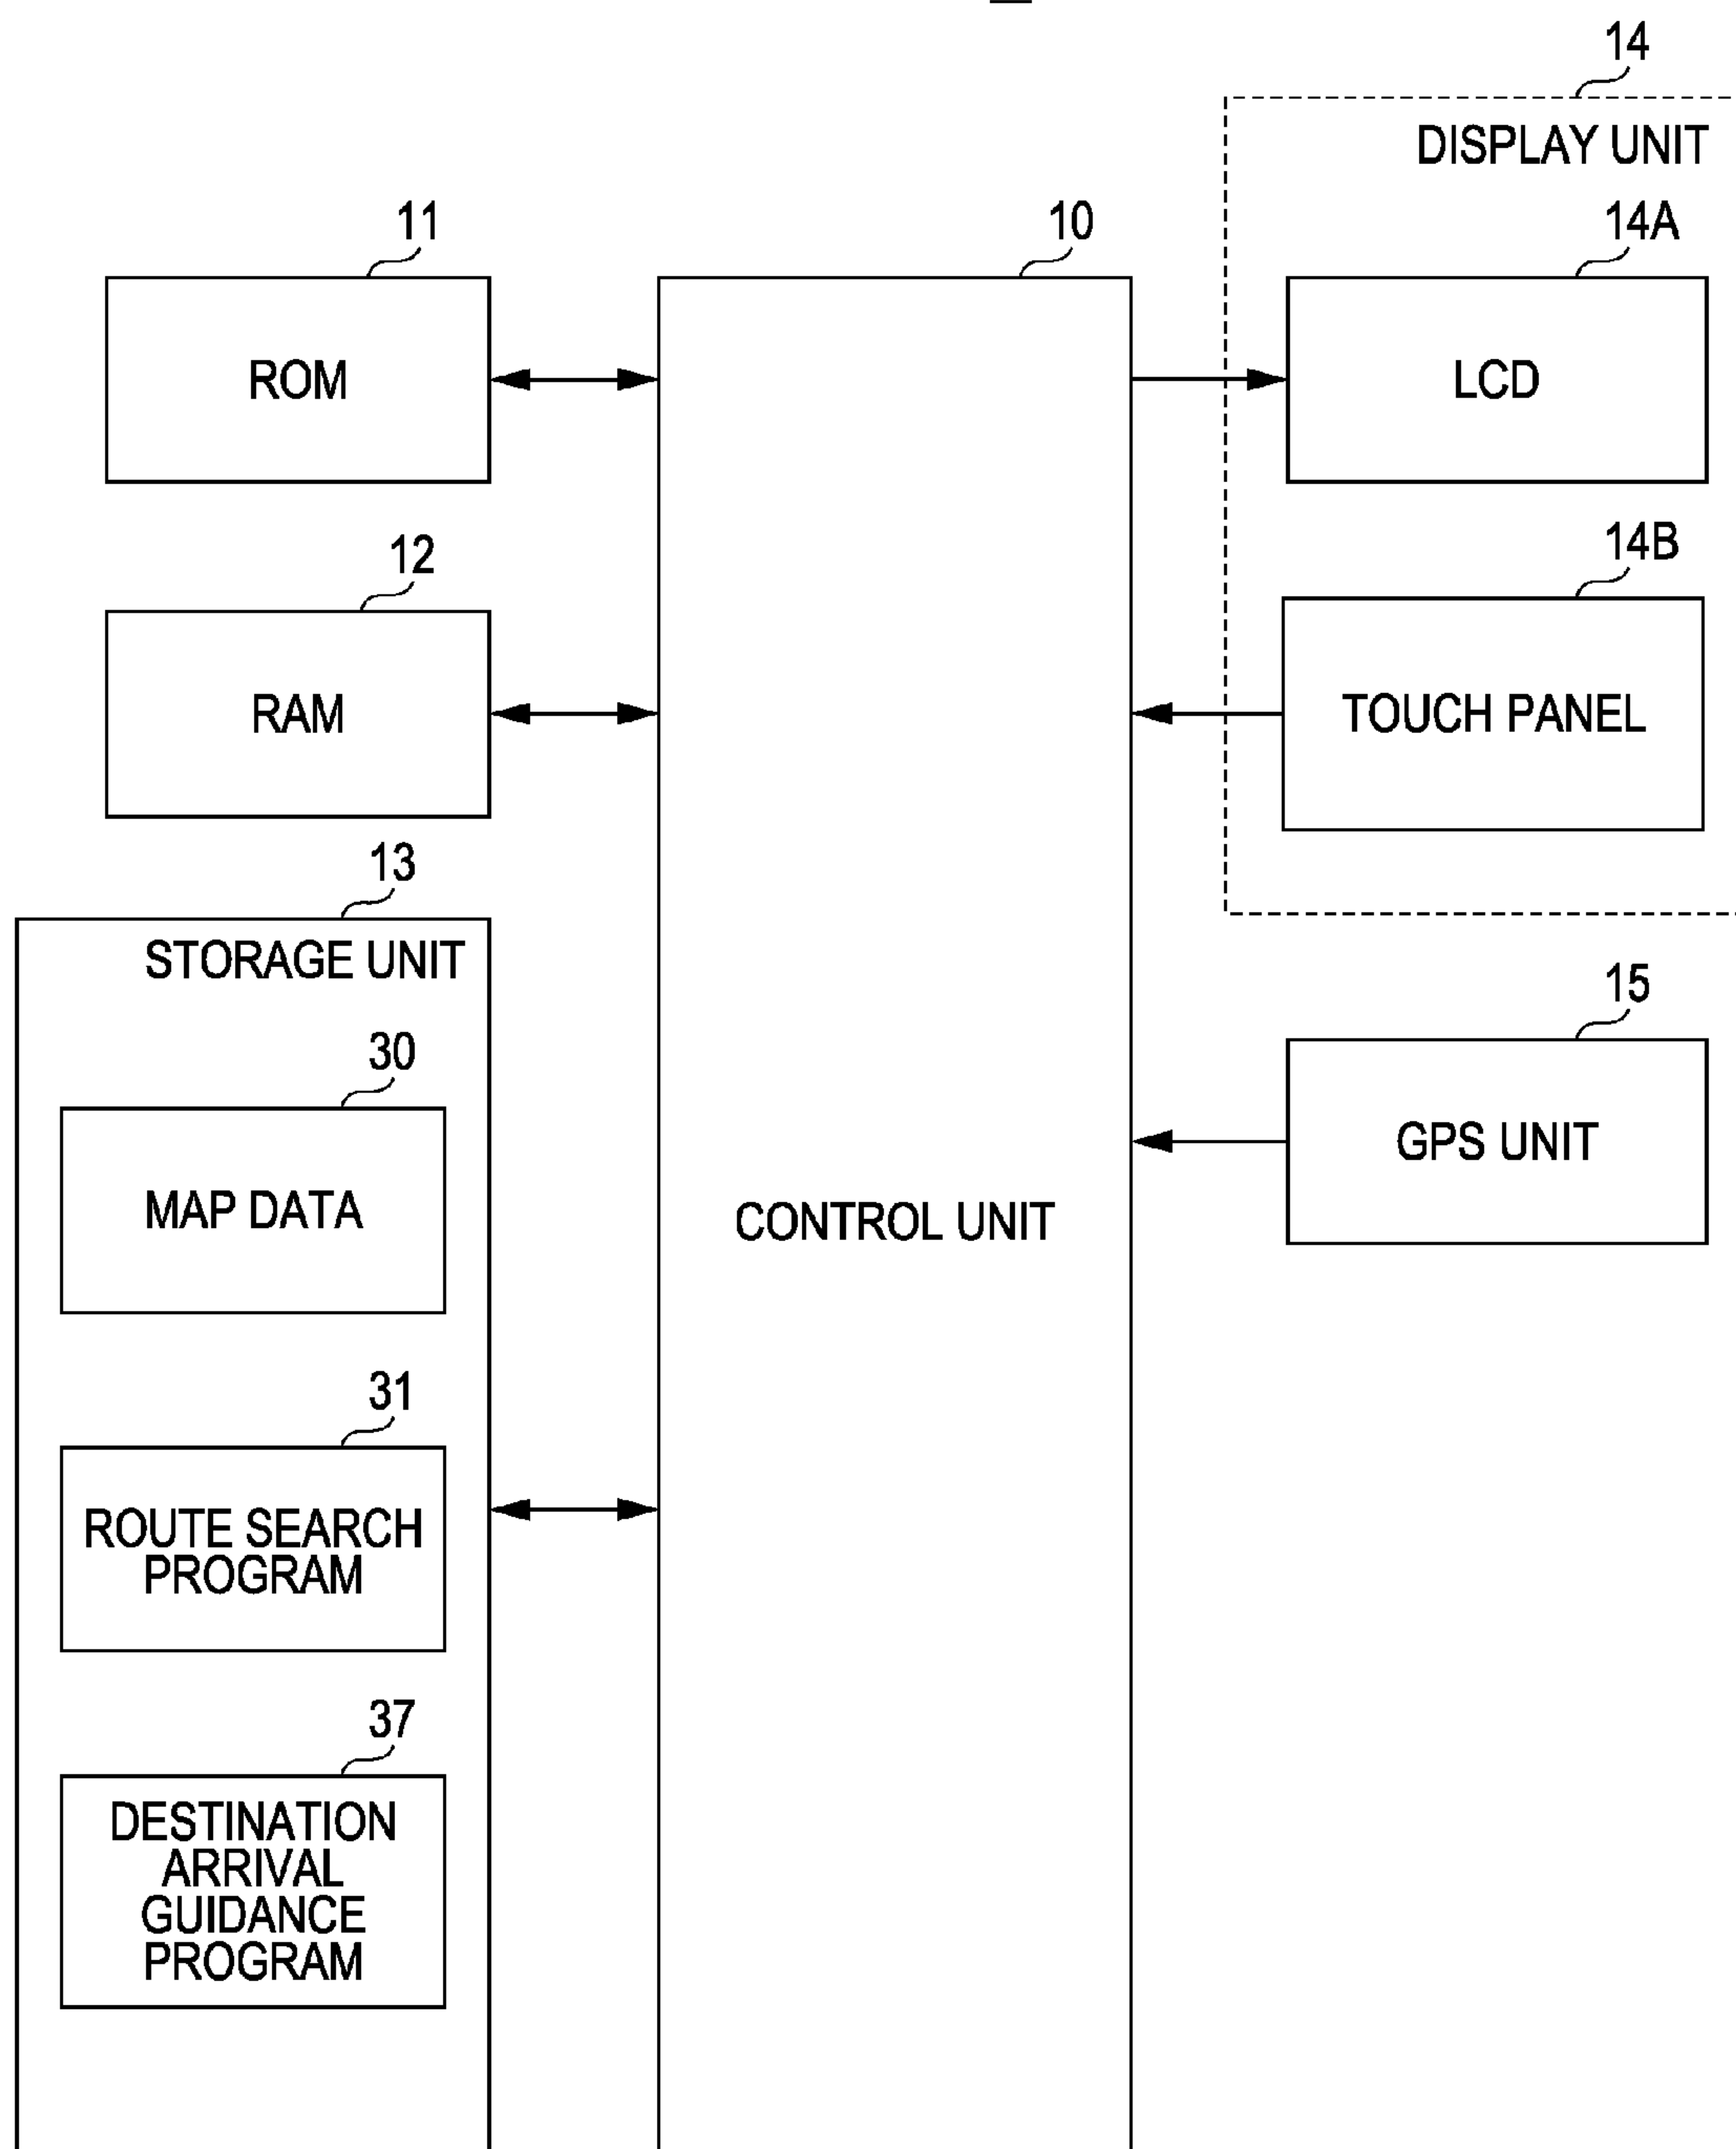 14
DISPLAY UNIT
11
10
14A
ROM
LCD
12
14B
RAM
TOUCH PANEL
13
STORAGE UNIT
15
30
GPS UNIT
MAP DATA
CONTROL UNIT
31
ROUTE SEARCH
PROGRAM
37
DESTINATION
ARRIVAL
GUIDANCE
PROGRAM